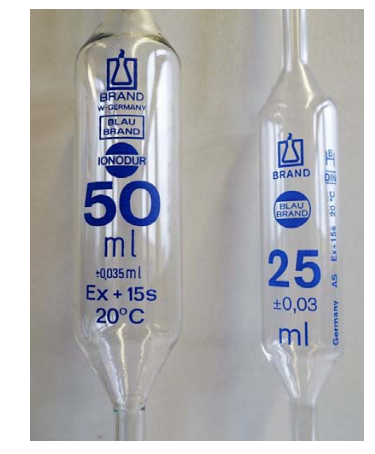 BRAND
W-GERMANY
BLAU
BRAND
IONODUR
50
ml
±0,035 ml
Ex + 15s
20°C
BRAND
BLAU
BRAND
25
±0,03
ml
DIN
Germany AS Ex+15s 20 °C